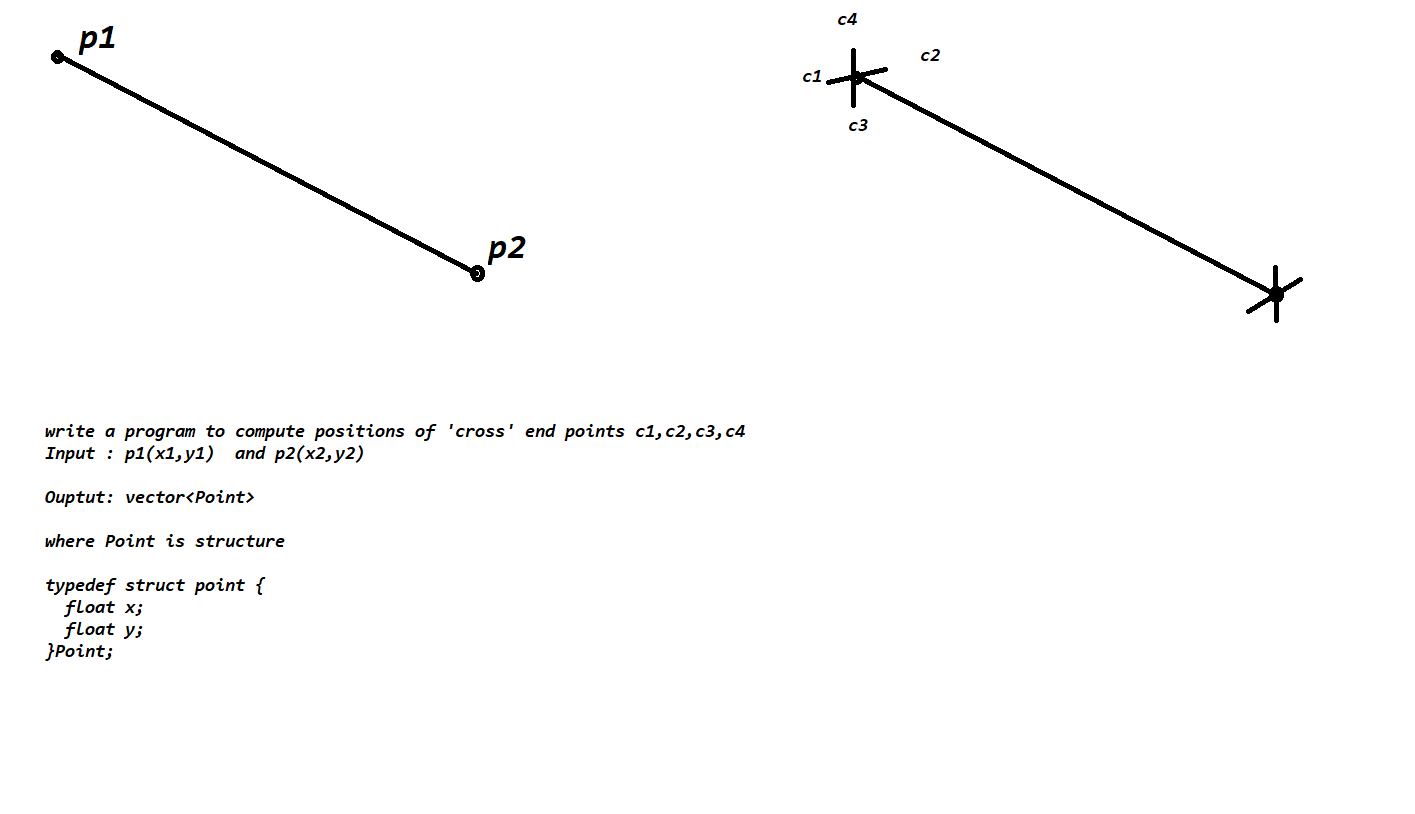 p1
p2
c4
c2
c1
c3
write a program to compute positions of 'cross' end points c1,c2,c3,c4
Input : p1(x1,y1)  and p2(x2,y2)
Ouptut: vector<Point>
where Point is structure
typedef struct point {
  float x;
  float y;
}Point;